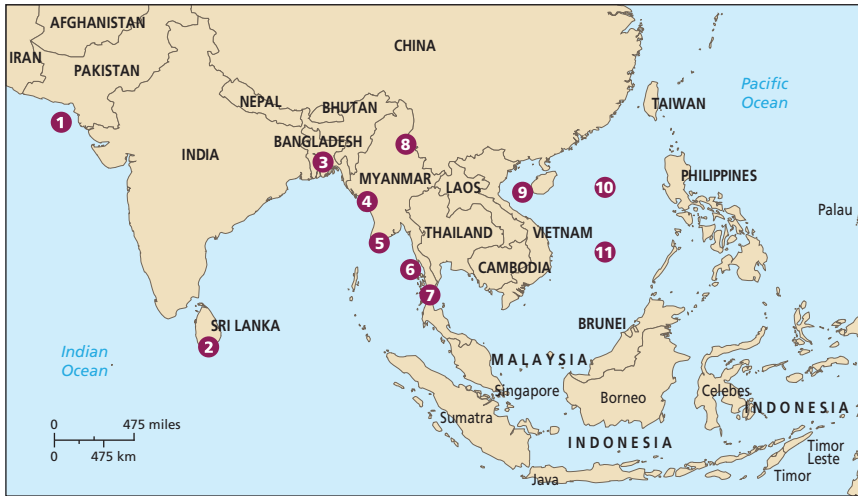 AFGHANISTAN
CHINA
IRAN
PAKISTAN
Pacific
Ocean
NEPAL
BHUTAN
TAIWAN
1
BANGLADESH
8
INDIA
3
MYANMAR
LAOS
9
10
PHILIPPINES
4
Palau
THAILAND
VIETNAM
5
11
6
CAMBODIA
7
SRI LANKA
BRUNEI
2
Indian
Ocean
MALAYSIA
Singapore
Borneo
Celebes
INDONESIA
Sumatra
0 475 miles
0 475 km
INDONESIA
Timor
Leste
Java
Timor